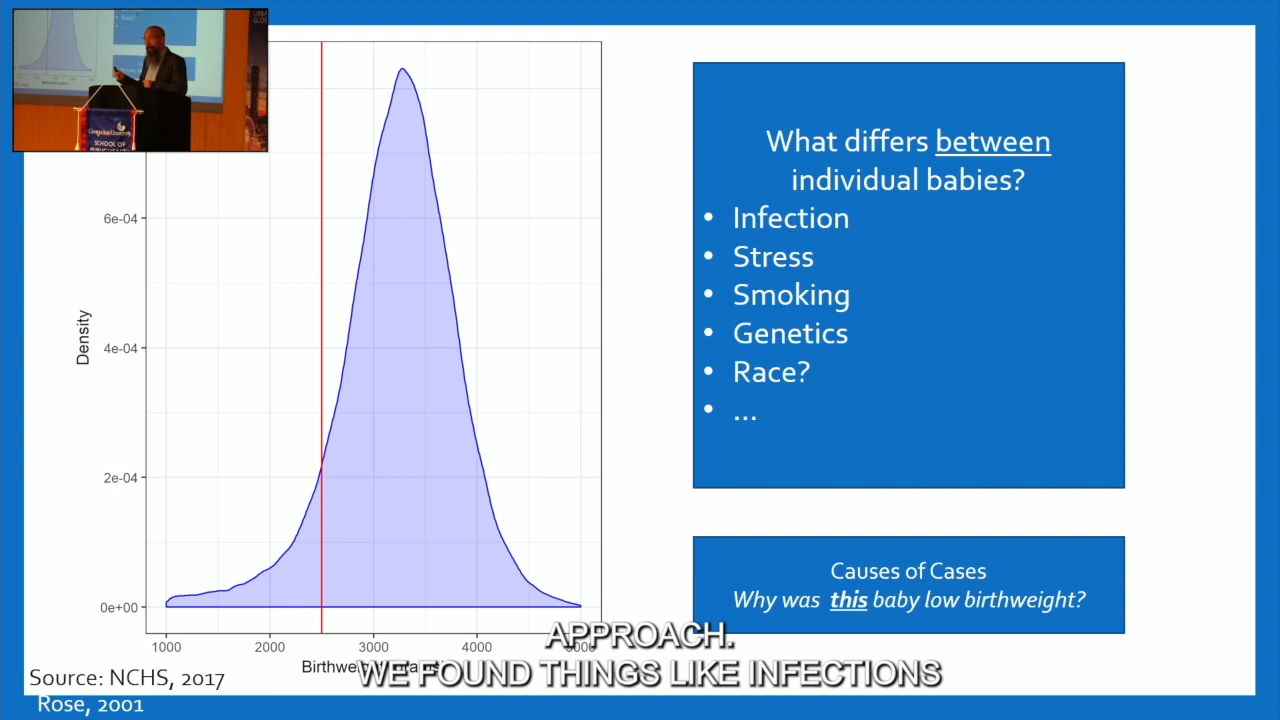 What differs between
individual babies?
• Infection
• Stress
• Smoking
• Genetics
• Race?
• ...
Causes of Cases
Why was this baby low birthweight?
Density
6e-04
4e-04
2e-04
0e+00
1000
2000
3000
4000
APPROACH.
WE FOUND THINGS LIKE INFECTIONS
Source: NCHS, 2017
Rose, 2001
SCHOOL OF